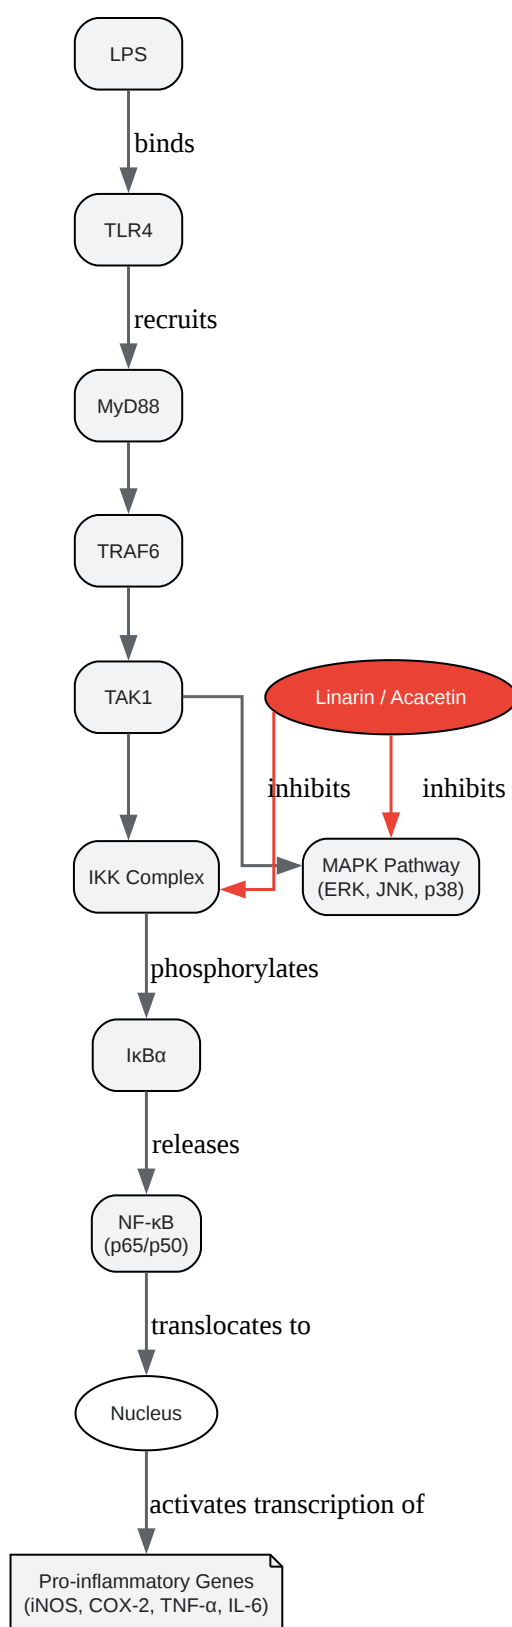 LPS
binds
TLR4
recruits
MyD88
TRAF6
TAK1
Linarin / Acacetin
inhibits
inhibits
IKK Complex
MAPK Pathway
(ERK, JNK, p38)
phosphorylates
IκBα
releases
NF-κB
(p65/p50)
translocates to
Nucleus
activates transcription of
Pro-inflammatory Genes
(iNOS, COX-2, TNF-α, IL-6)